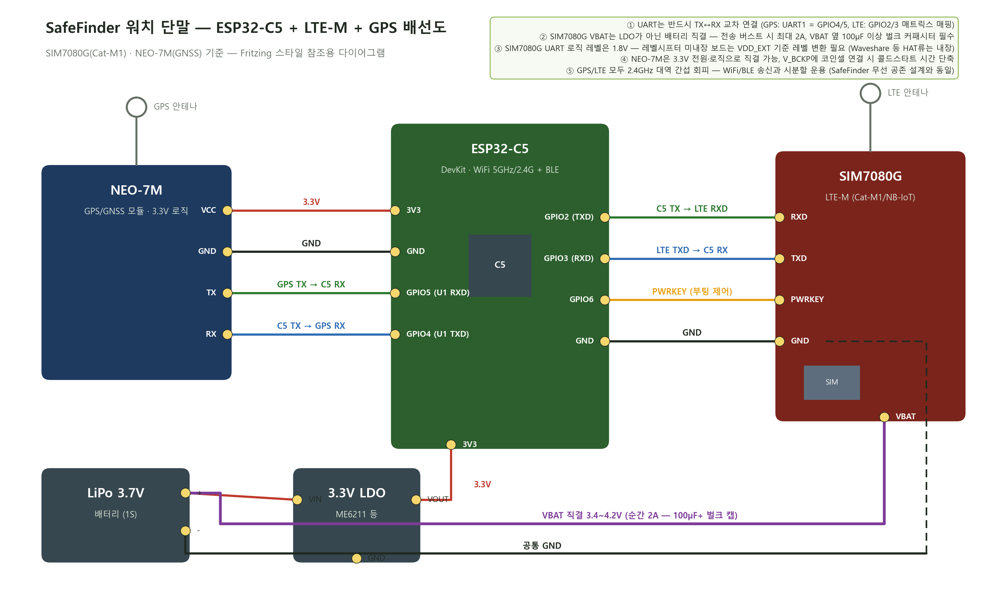 SafeFinder 워치 단말 — ESP32-C5 + LTE-M + GPS 배선도
SIM7080G(Cat-M1) · NEO-7M(GNSS) 기준 — Fritzing 스타일 참조용 다이어그램
① UART는 반드시 TX↔RX 교차 연결 (GPS: UART1 = GPIO4/5, LTE: GPIO2/3 매트릭스 매핑)
② SIM7080G VBAT는 LDO가 아닌 배터리 직결 — 전송 버스트 시 최대 2A, VBAT 옆 100µF 이상 벌크 커패시터 필수
③ SIM7080G UART 로직 레벨은 1.8V — 레벨시프터 미내장 보드는 VDD_EXT 기준 레벨 변환 필요 (Waveshare 등 HAT류는 내장)
④ NEO-7M은 3.3V 전원·로직으로 직결 가능, V_BCKP에 코인셀 연결 시 콜드스타트 시간 단축
⑤ GPS/LTE 모두 2.4GHz 대역 간섭 회피 — WiFi/BLE 송신과 시분할 운용 (SafeFinder 무선 공존 설계와 동일)
GPS 안테나
LTE 안테나
NEO-7M
GPS/GNSS 모듈 · 3.3V 로직
VCC
GND
TX
RX
3.3V
GND
GPS TX → C5 RX
C5 TX → GPS RX
ESP32-C5
DevKit · WiFi 5GHz/2.4G + BLE
3V3
GND
GPIO5 (U1 RXD)
GPIO4 (U1 TXD)
C5
GPIO2 (TXD)
GPIO3 (RXD)
GPIO6
GND
3V3
C5 TX → LTE RXD
LTE TXD → C5 RX
PWRKEY (부팅 제어)
GND
SIM7080G
LTE-M (Cat-M1/NB-IoT)
RXD
TXD
PWRKEY
GND
SIM
VBAT
LiPo 3.7V
배터리 (1S)
+
-
3.3V LDO
ME6211 등
VIN
VOUT
GND
3.3V
VBAT 직결 3.4~4.2V (순간 2A — 100µF+ 벌크 캡)
공통 GND